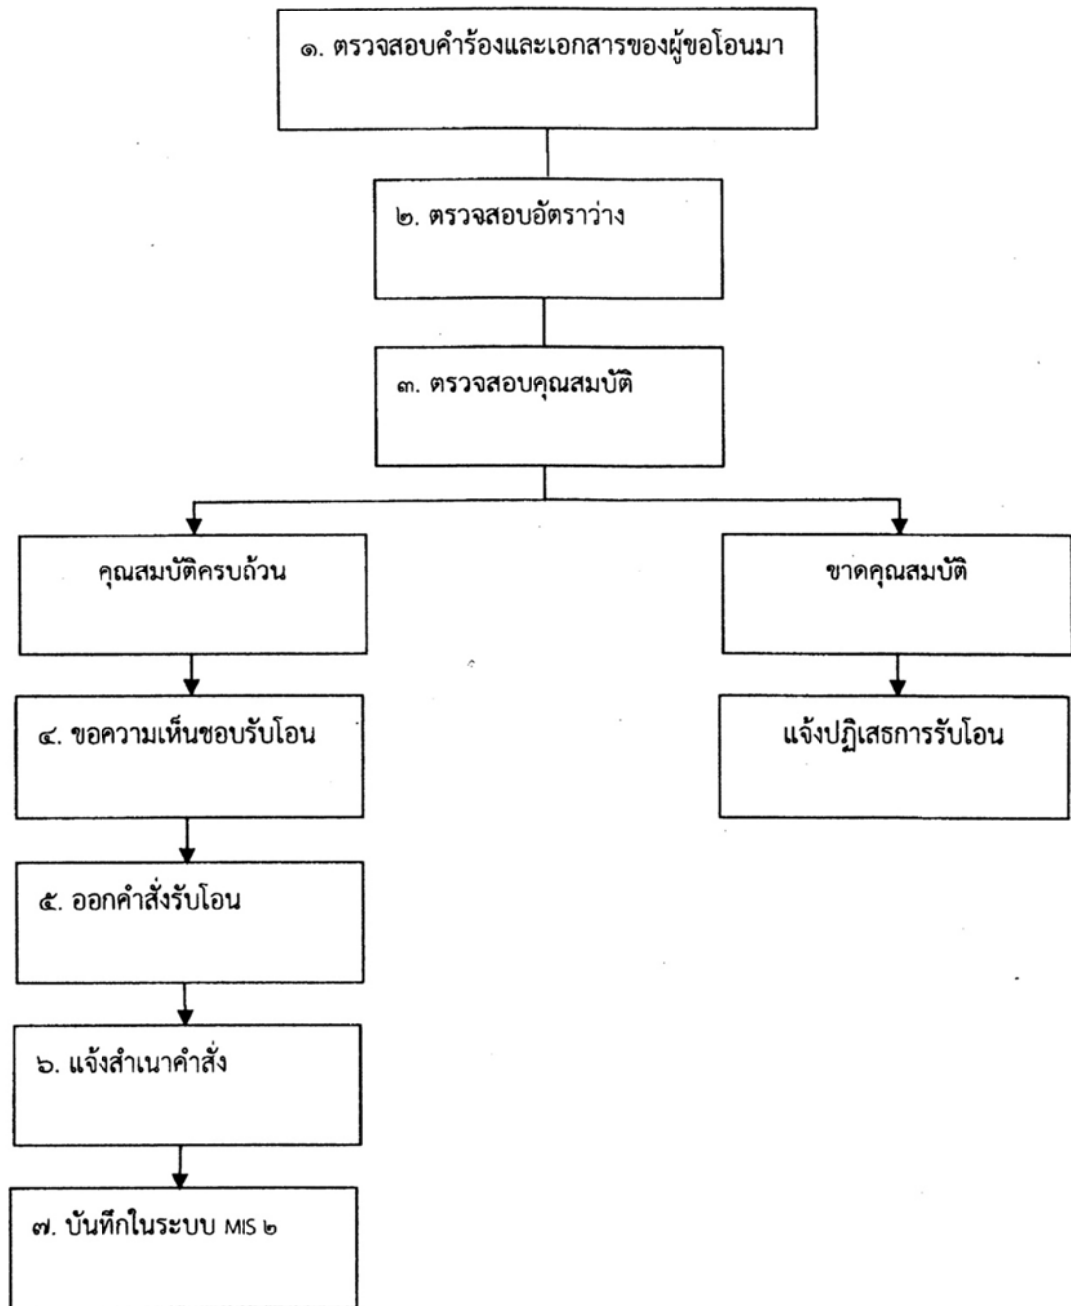 ๑. ตรวจสอบคำร้องและเอกสารของผู้ขอโอนมา
๒. ตรวจสอบอัตราว่าง
๓. ตรวจสอบคุณสมบัติ
คุณสมบัติครบถ้วน
ขาดคุณสมบัติ
๔. ขอความเห็นชอบรับโอน
แจ้งปฏิเสธการรับโอน
๕. ออกคำสั่งรับโอน
๖. แจ้งสำเนาคำสั่ง
๗. บันทึกในระบบ MIS ๒